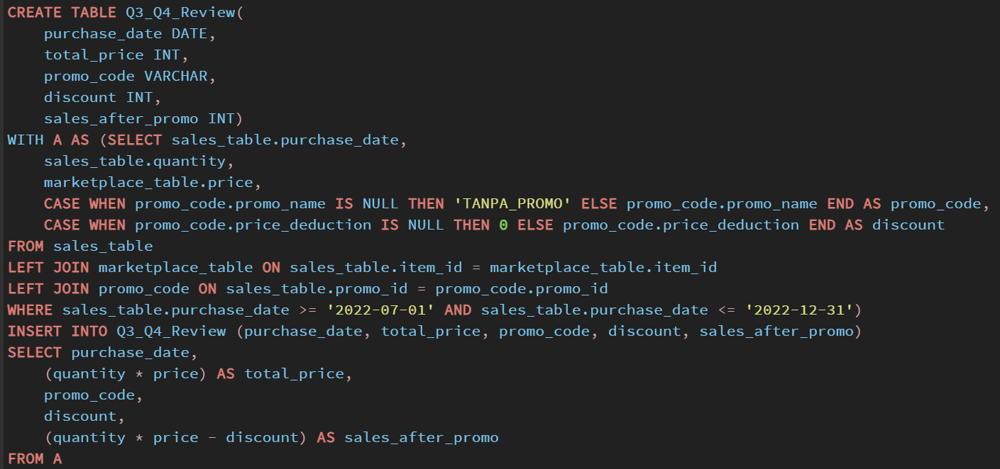 CREATE TABLE Q3_Q4_Review(
    purchase_date DATE,
    total_price INT,
    promo_code VARCHAR,
    discount INT,
    sales_after_promo INT)
WITH A AS (SELECT sales_table.purchase_date,
    sales_table.quantity,
    marketplace_table.price,
    CASE WHEN promo_code.promo_name IS NULL THEN 'TANPA_PROMO' ELSE promo_code.promo_name END AS promo_code,
    CASE WHEN promo_code.price_deduction IS NULL THEN 0 ELSE promo_code.price_deduction END AS discount
FROM sales_table
LEFT JOIN marketplace_table ON sales_table.item_id = marketplace_table.item_id
LEFT JOIN promo_code ON sales_table.promo_id = promo_code.promo_id
WHERE sales_table.purchase_date >= '2022-07-01' AND sales_table.purchase_date <= '2022-12-31')
INSERT INTO Q3_Q4_Review (purchase_date, total_price, promo_code, discount, sales_after_promo)
SELECT purchase_date,
    (quantity * price) AS total_price,
    promo_code,
    discount,
    (quantity * price - discount) AS sales_after_promo
FROM A